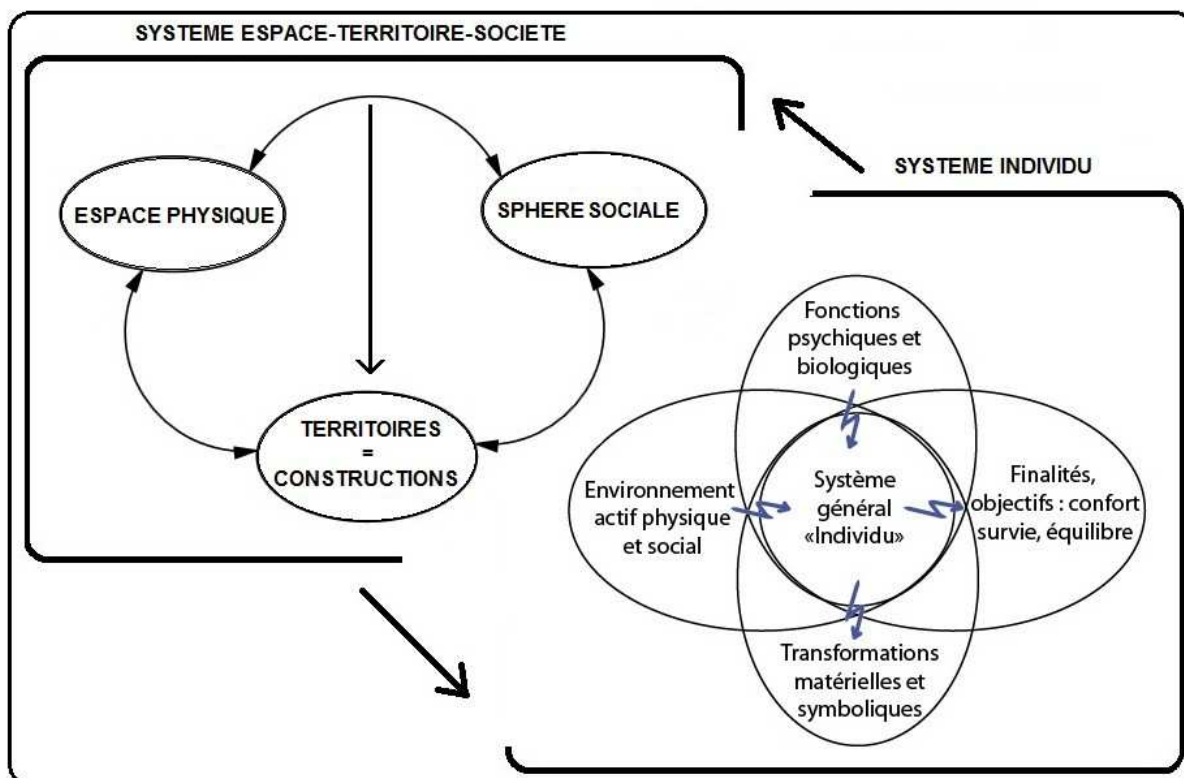 SYSTEME ESPACE-TERRITOIRE-SOCIETE
SYSTEME INDIVIDU
ESPACE PHYSIQUE
SPHERE SOCIALE
TERRITOIRES
=
CONSTRUCTIONS
Fonctions
psychiques et
biologiques
Environnement
actif physique
et social
Système
général
«Individu»
Finalités,
objectifs : confort
survie, équilibre
Transformations
matérielles et
symboliques